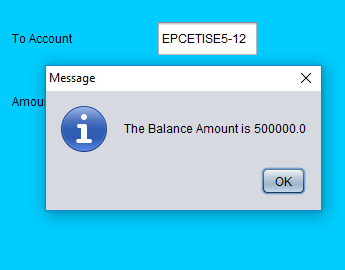 To Account
EPCETISE5-12
Message
Amou
The Balance Amount is 500000.0
OK